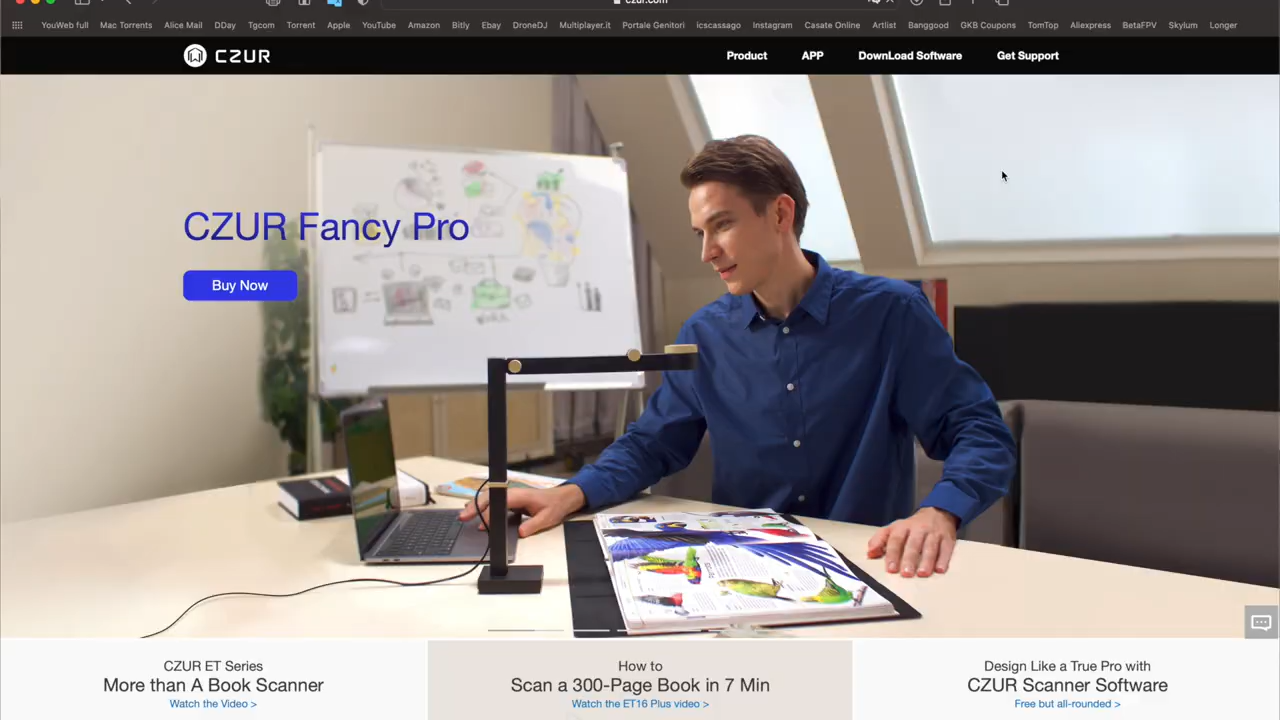 YouWeb full Mac Torrents Alice Mail DDay Tgcom Torrent Apple YouTube Amazon Bitly Ebay DroneDJ Multiplayer.it Portale Genitori icscassago Instagram Casate Online Artlist Banggood GKB Coupons TomTop Aliexpress BetaFPV Skylum Longer
CZUR Product APP DownLoad Software Get Support
CZUR Fancy Pro
Buy Now
CZUR ET Series
More than A Book Scanner
Watch the Video >
How to
Scan a 300-Page Book in 7 Min
Watch the ET16 Plus video >
Design Like a True Pro with
CZUR Scanner Software
Free but all-rounded >